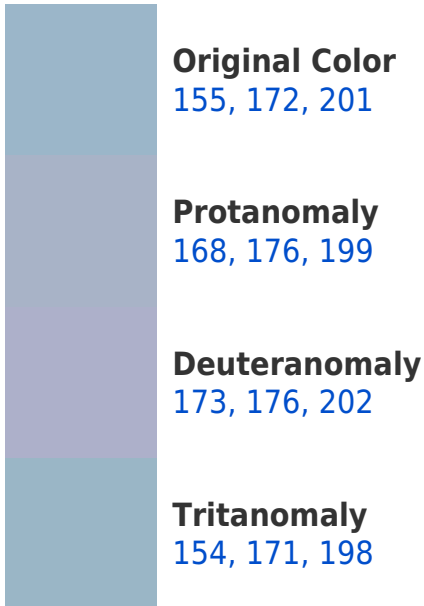 Original Color
155, 172, 201
Protanomaly
168, 176, 199
Deuteranomaly
173, 176, 202
Tritanomaly
154, 171, 198